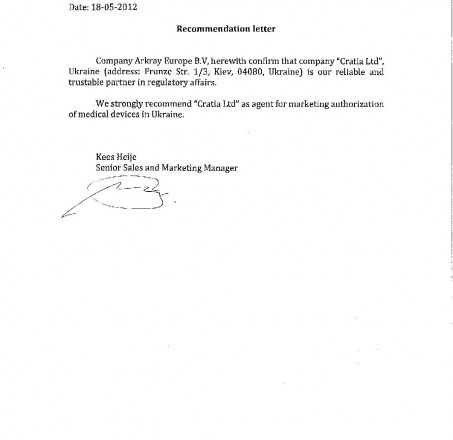 Date: 18-05-2012
Recommendation letter
Company Arkray Europe B.V, herewith confirm that company "Cratia Ltd",
Ukraine (address: Frunze Str. 1/3, Kiev, 04080, Ukraine) is our reliable and
trustable partner in regulatory affairs.
We strongly recommend "Cratia Ltd" as agent for marketing authorization
of medical devices in Ukraine.
Kees Heije
Senior Sales and Marketing Manager